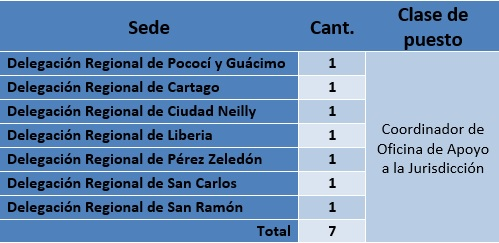 Sede Cant. Clase de puesto
Delegación Regional de Pococí y Guácimo 1
Delegación Regional de Cartago 1
Delegación Regional de Ciudad Neilly 1
Delegación Regional de Liberia 1
Delegación Regional de Pérez Zeledón 1
Delegación Regional de San Carlos 1
Delegación Regional de San Ramón 1
Total 7
Coordinador de
Oficina de Apoyo
a la Jurisdicción